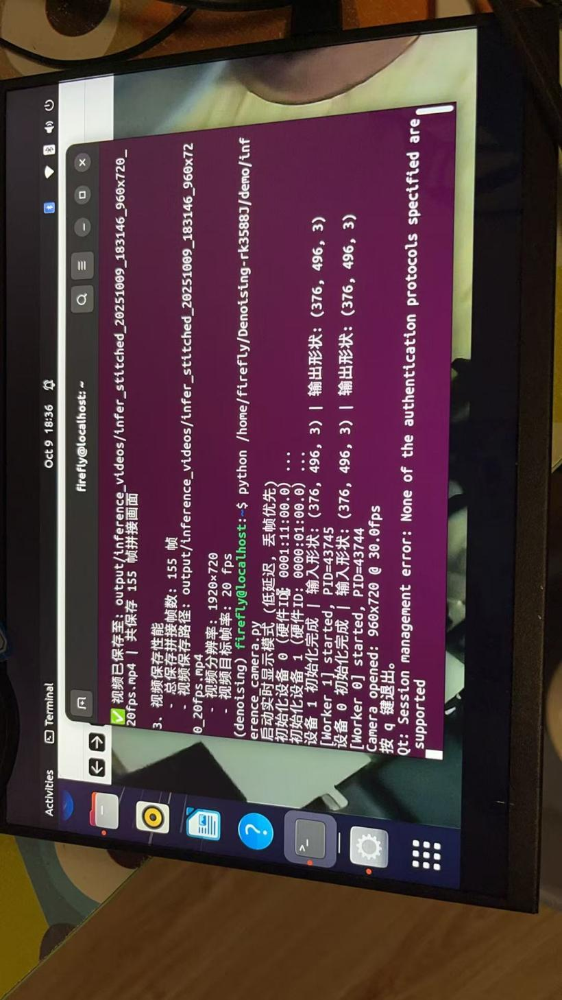 Activities
Terminal
Oct 9 18:36
firefly@localhost: ~
✅ 视频已保存至: output/inference_videos/infer_stitched_20251009_183146_960x720_
20fps.mp4 | 共保存 155 帧拼接画面
3. 视频保存性能
- 总保存拼接帧数: 155 帧
- 视频保存路径: output/inference_videos/infer_stitched_20251009_183146_960x72
0_20fps.mp4
- 视频分辨率: 1920×720
- 视频目标帧率: 20 fps
(denoising) firefly@localhost:~$ python /home/firefly/Denoising-rk3588J/demo/inf
erence_camera.py
启动实时显示模式 (低延迟, 丢帧优先)
初始化设备 0 (硬件ID: 0001:11:00.0) ...
初始化设备 1 (硬件ID: 0000:01:00.0) ...
设备 1 初始化完成 | 输入形状: (376, 496, 3) | 输出形状: (376, 496, 3)
[Worker 1] started, PID=43745
设备 0 初始化完成 | 输入形状: (376, 496, 3) | 输出形状: (376, 496, 3)
[Worker 0] started, PID=43744
Camera opened: 960x720 @ 30.0fps
按 q 键退出。
Qt: Session management error: None of the authentication protocols specified are
supported